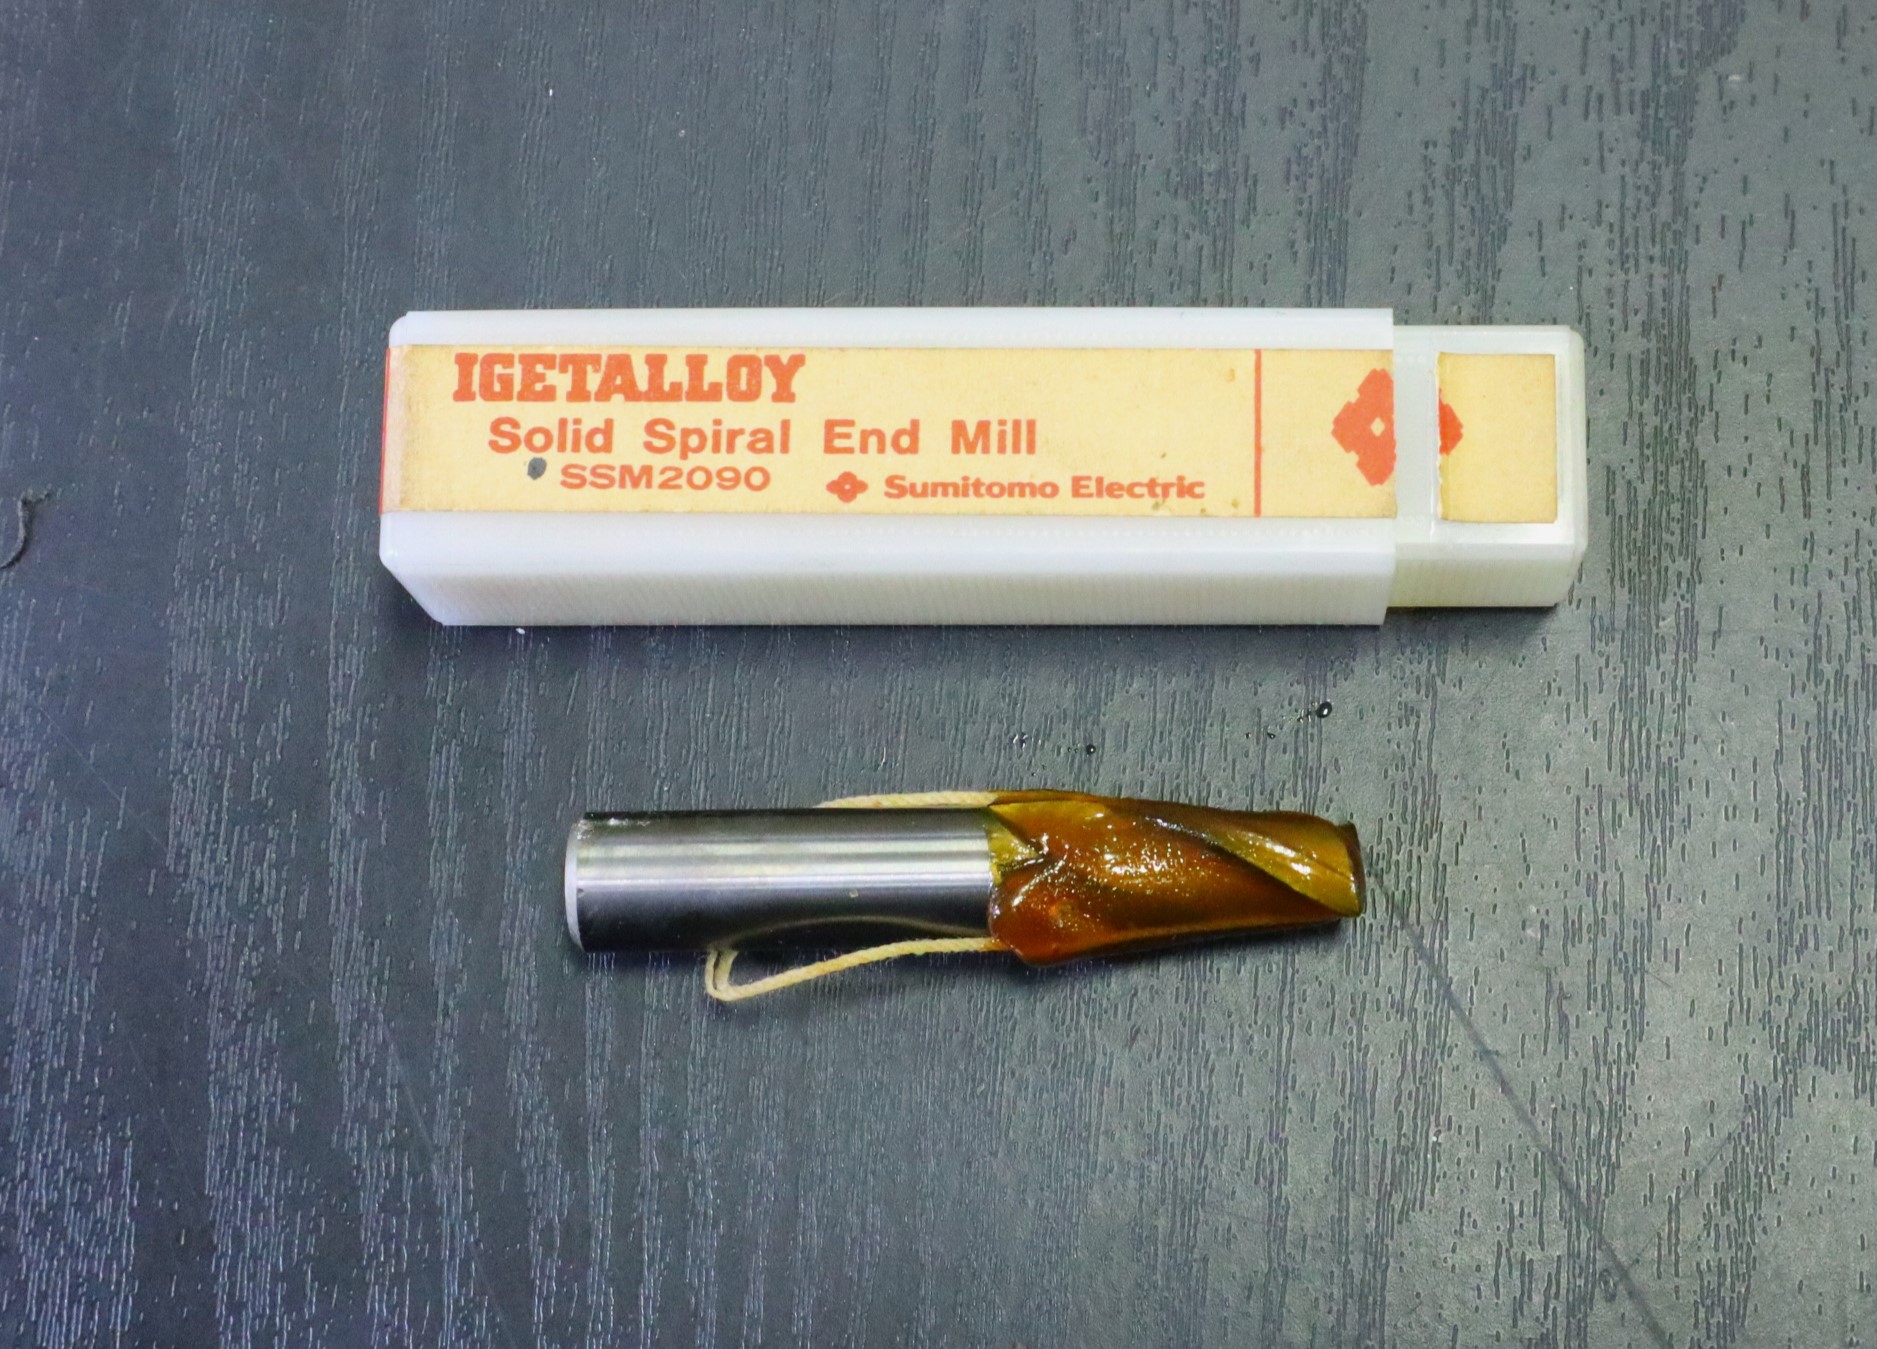 IGETALLOY
Solid Spiral End Mill
SSM2090 Sumitomo Electric